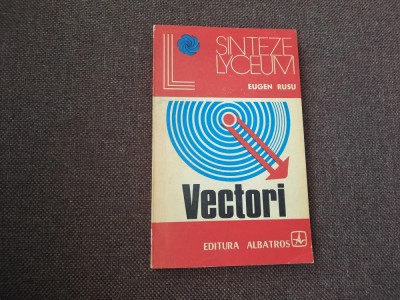 SINTEZE
LYCEUM
EUGEN RUSU
Vectori
EDITURA ALBATROS